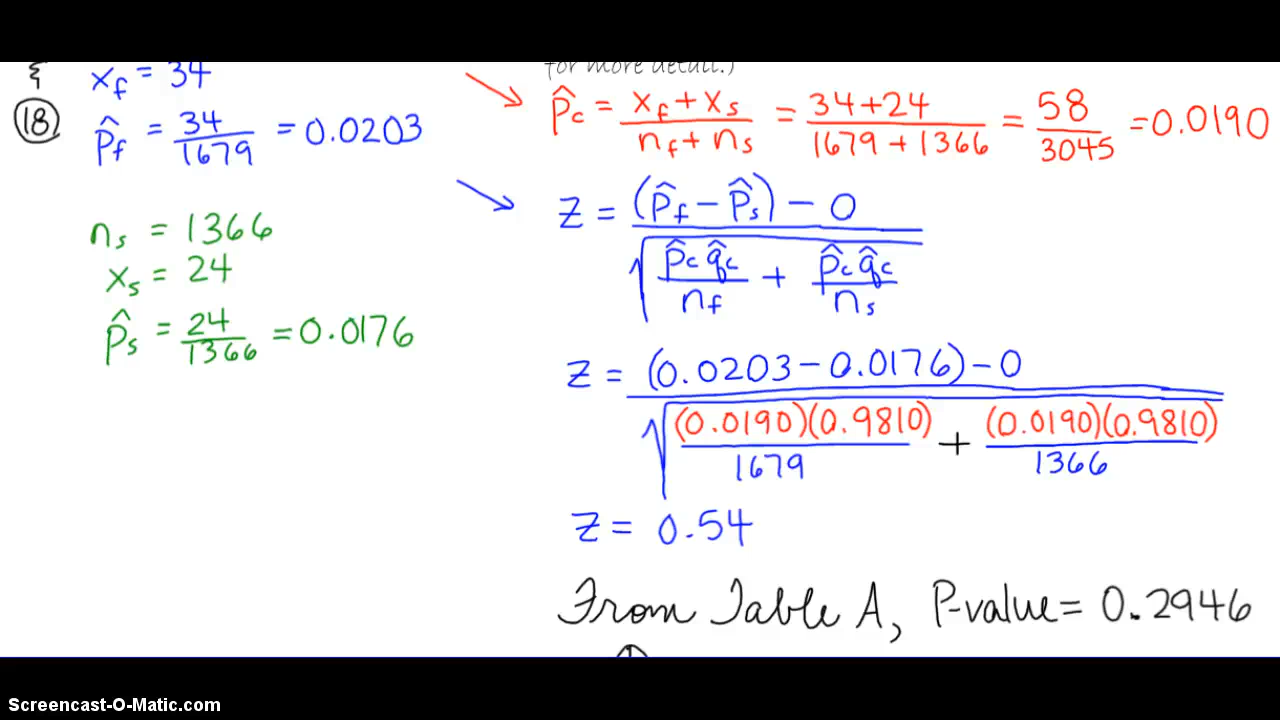 x_f = 34
for more detail.)
18
p̂_f = 34/1679 = 0.0203
p̂_c = (x_f + x_s)/(n_f + n_s) = (34 + 24)/(1679 + 1366) = 58/3045 = 0.0190
n_s = 1366
x_s = 24
p̂_s = 24/1366 = 0.0176
z = ((p̂_f − p̂_s) − 0)/√(p̂_c q̂_c/n_f + p̂_c q̂_c/n_s)
z = ((0.0203 − 0.0176) − 0)/√((0.0190)(0.9810)/1679 + (0.0190)(0.9810)/1366)
z = 0.54
From Table A, P-value = 0.2946
Screencast-O-Matic.com